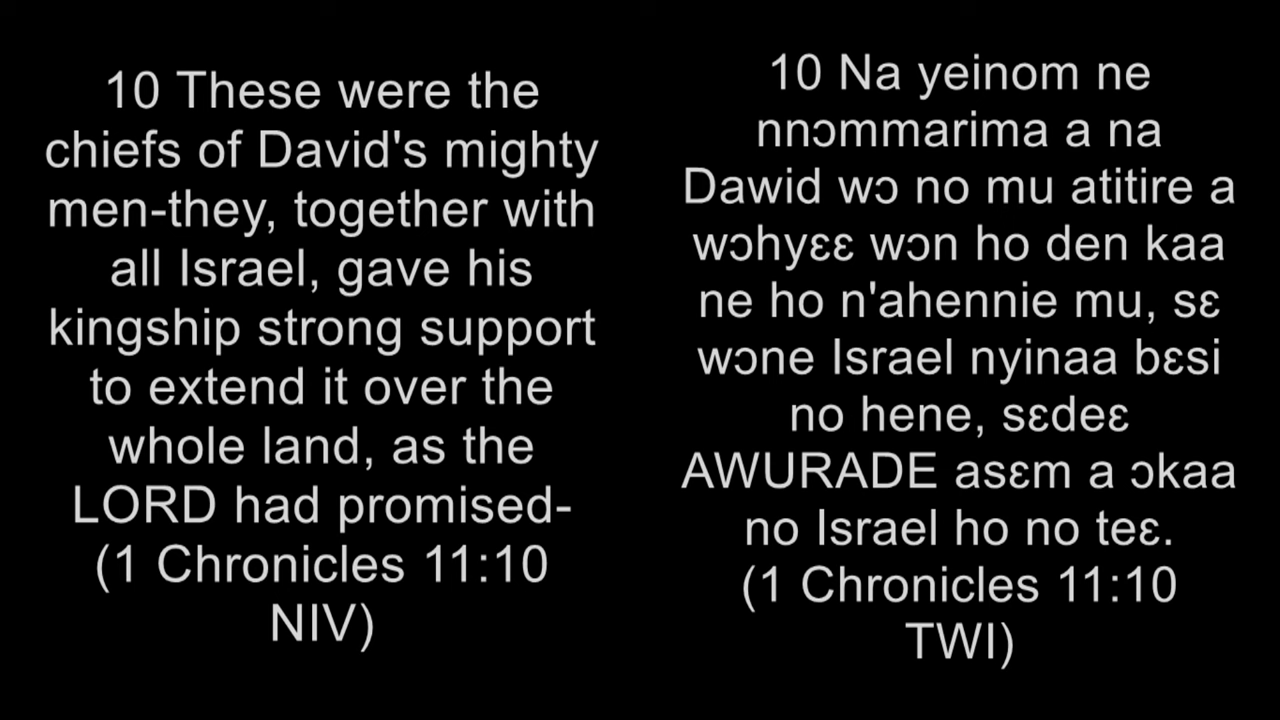 10 These were the
chiefs of David's mighty
men-they, together with
all Israel, gave his
kingship strong support
to extend it over the
whole land, as the
LORD had promised-
(1 Chronicles 11:10
NIV)
10 Na yeinom ne
nnɔmmarima a na
Dawid wɔ no mu atitire a
wɔhyɛɛ wɔn ho den kaa
ne ho n'ahennie mu, sɛ
wɔne Israel nyinaa bɛsi
no hene, sɛdeɛ
AWURADE asɛm a ɔkaa
no Israel ho no teɛ.
(1 Chronicles 11:10
TWI)